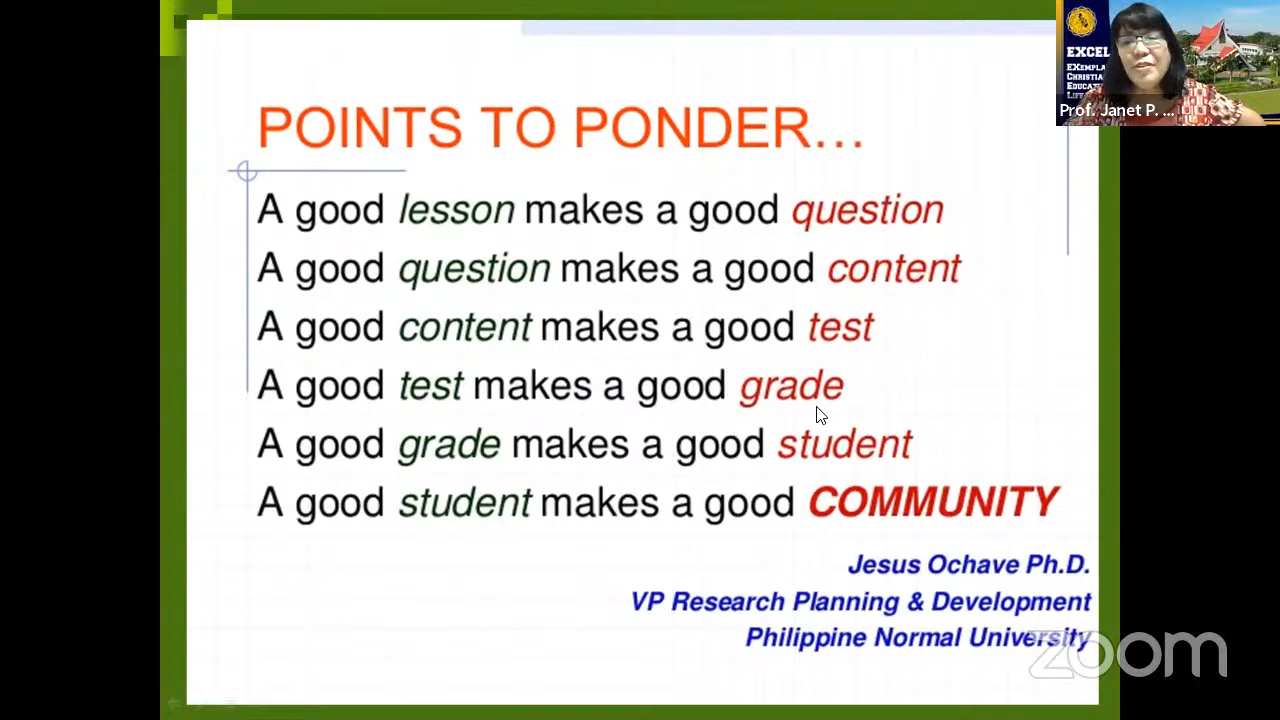 POINTS TO PONDER...
A good lesson makes a good question
A good question makes a good content
A good content makes a good test
A good test makes a good grade
A good grade makes a good student
A good student makes a good COMMUNITY
Jesus Ochave Ph.D.
VP Research Planning & Development
Philippine Normal University
zoom
EXCEL
EXEMPLA
CHRISTIA
EDUCAT
LIFE
Prof. Janet P. ...